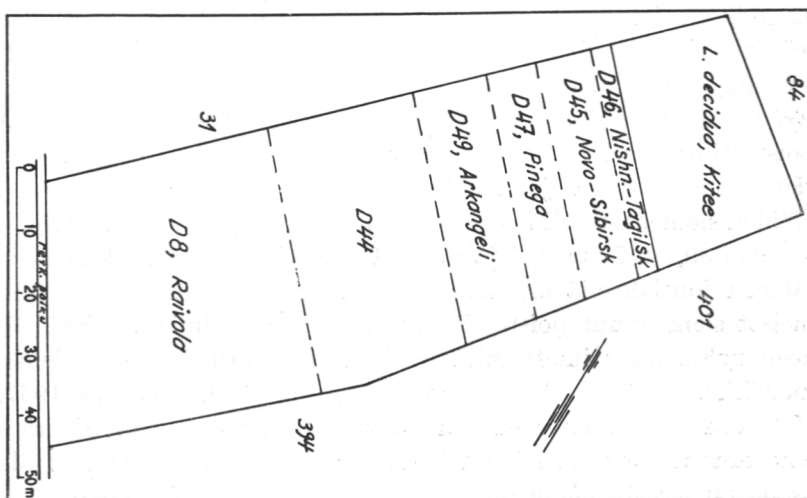 84
L. decidua, Kitee
D46, Nishn.-Tagilsk
D45, Novo-Sibirsk
D47, Pinega
D49, Arkangeli
D44
D8, Raivola
31
401
394
0
10
20
30
40
50 m